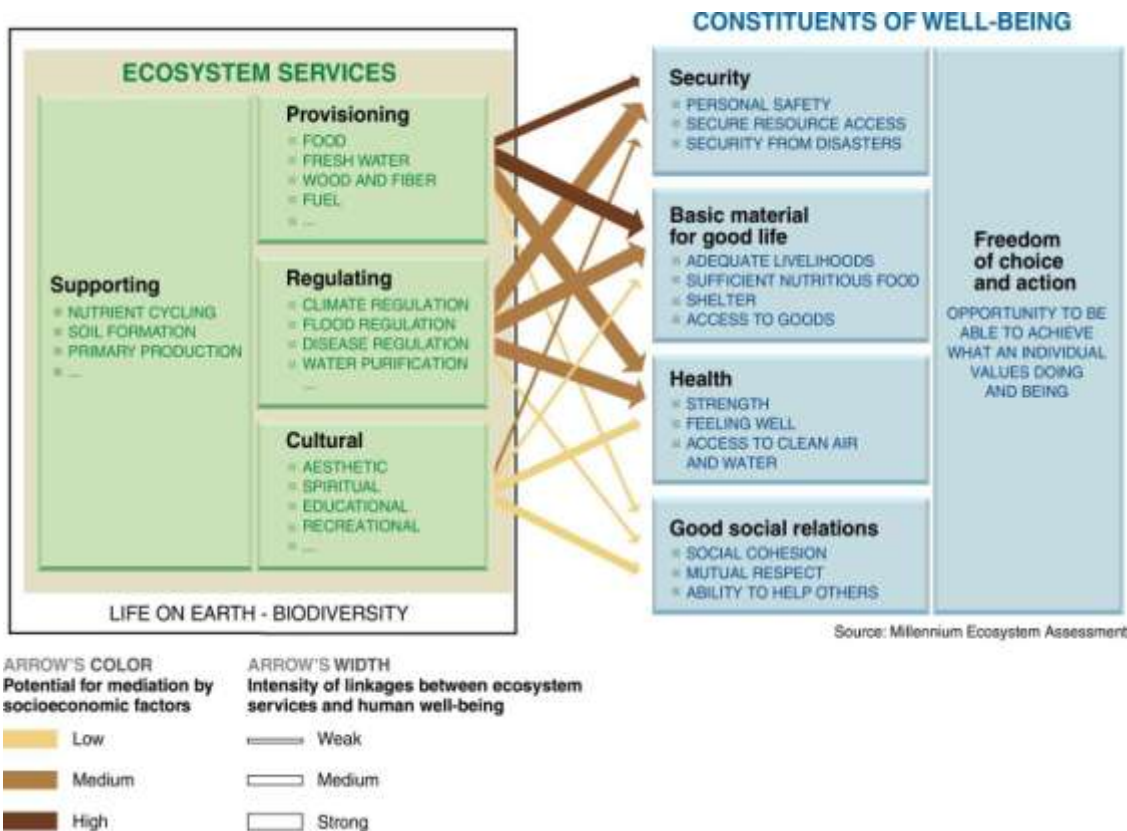 CONSTITUENTS OF WELL-BEING
ECOSYSTEM SERVICES
Supporting
NUTRIENT CYCLING
SOIL FORMATION
PRIMARY PRODUCTION
...
Provisioning
FOOD
FRESH WATER
WOOD AND FIBER
FUEL
...
Regulating
CLIMATE REGULATION
FLOOD REGULATION
DISEASE REGULATION
WATER PURIFICATION
...
Cultural
AESTHETIC
SPIRITUAL
EDUCATIONAL
RECREATIONAL
...
LIFE ON EARTH - BIODIVERSITY
Security
PERSONAL SAFETY
SECURE RESOURCE ACCESS
SECURITY FROM DISASTERS
Basic material
for good life
ADEQUATE LIVELIHOODS
SUFFICIENT NUTRITIOUS FOOD
SHELTER
ACCESS TO GOODS
Health
STRENGTH
FEELING WELL
ACCESS TO CLEAN AIR
AND WATER
Good social relations
SOCIAL COHESION
MUTUAL RESPECT
ABILITY TO HELP OTHERS
Freedom
of choice
and action
OPPORTUNITY TO BE
ABLE TO ACHIEVE
WHAT AN INDIVIDUAL
VALUES DOING
AND BEING
Source: Millennium Ecosystem Assessment
ARROW'S COLOR
Potential for mediation by
socioeconomic factors
Low
Medium
High
ARROW'S WIDTH
Intensity of linkages between ecosystem
services and human well-being
Weak
Medium
Strong